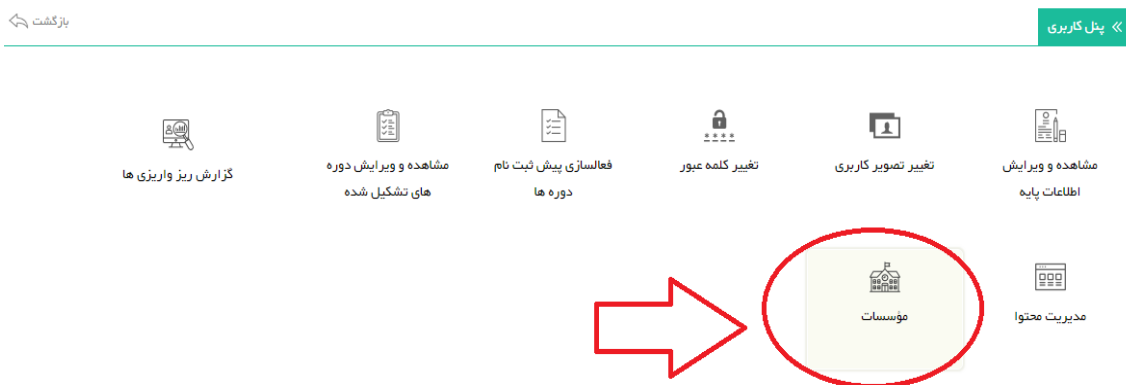 » پنل کاربری
بازگشت
مشاهده و ویرایش
اطلاعات پایه
تغییر تصویر کاربری
تغییر کلمه عبور
فعالسازی پیش ثبت نام
دوره ها
مشاهده و ویرایش دوره
های تشکیل شده
گزارش ریز واریزی ها
مدیریت محتوا
مؤسسات